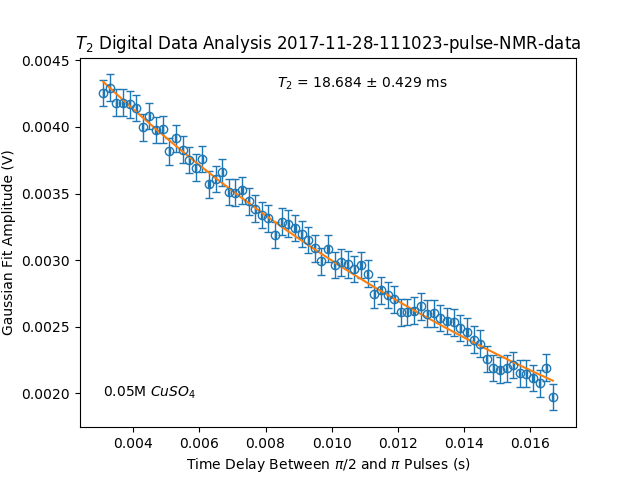 T₂ Digital Data Analysis 2017-11-28-111023-pulse-NMR-data
T₂ = 18.684 ± 0.429 ms
0.0045
0.0040
0.0035
0.0030
0.0025
0.0020
Gaussian Fit Amplitude (V)
0.05M CuSO₄
0.004 0.006 0.008 0.010 0.012 0.014 0.016
Time Delay Between π/2 and π Pulses (s)